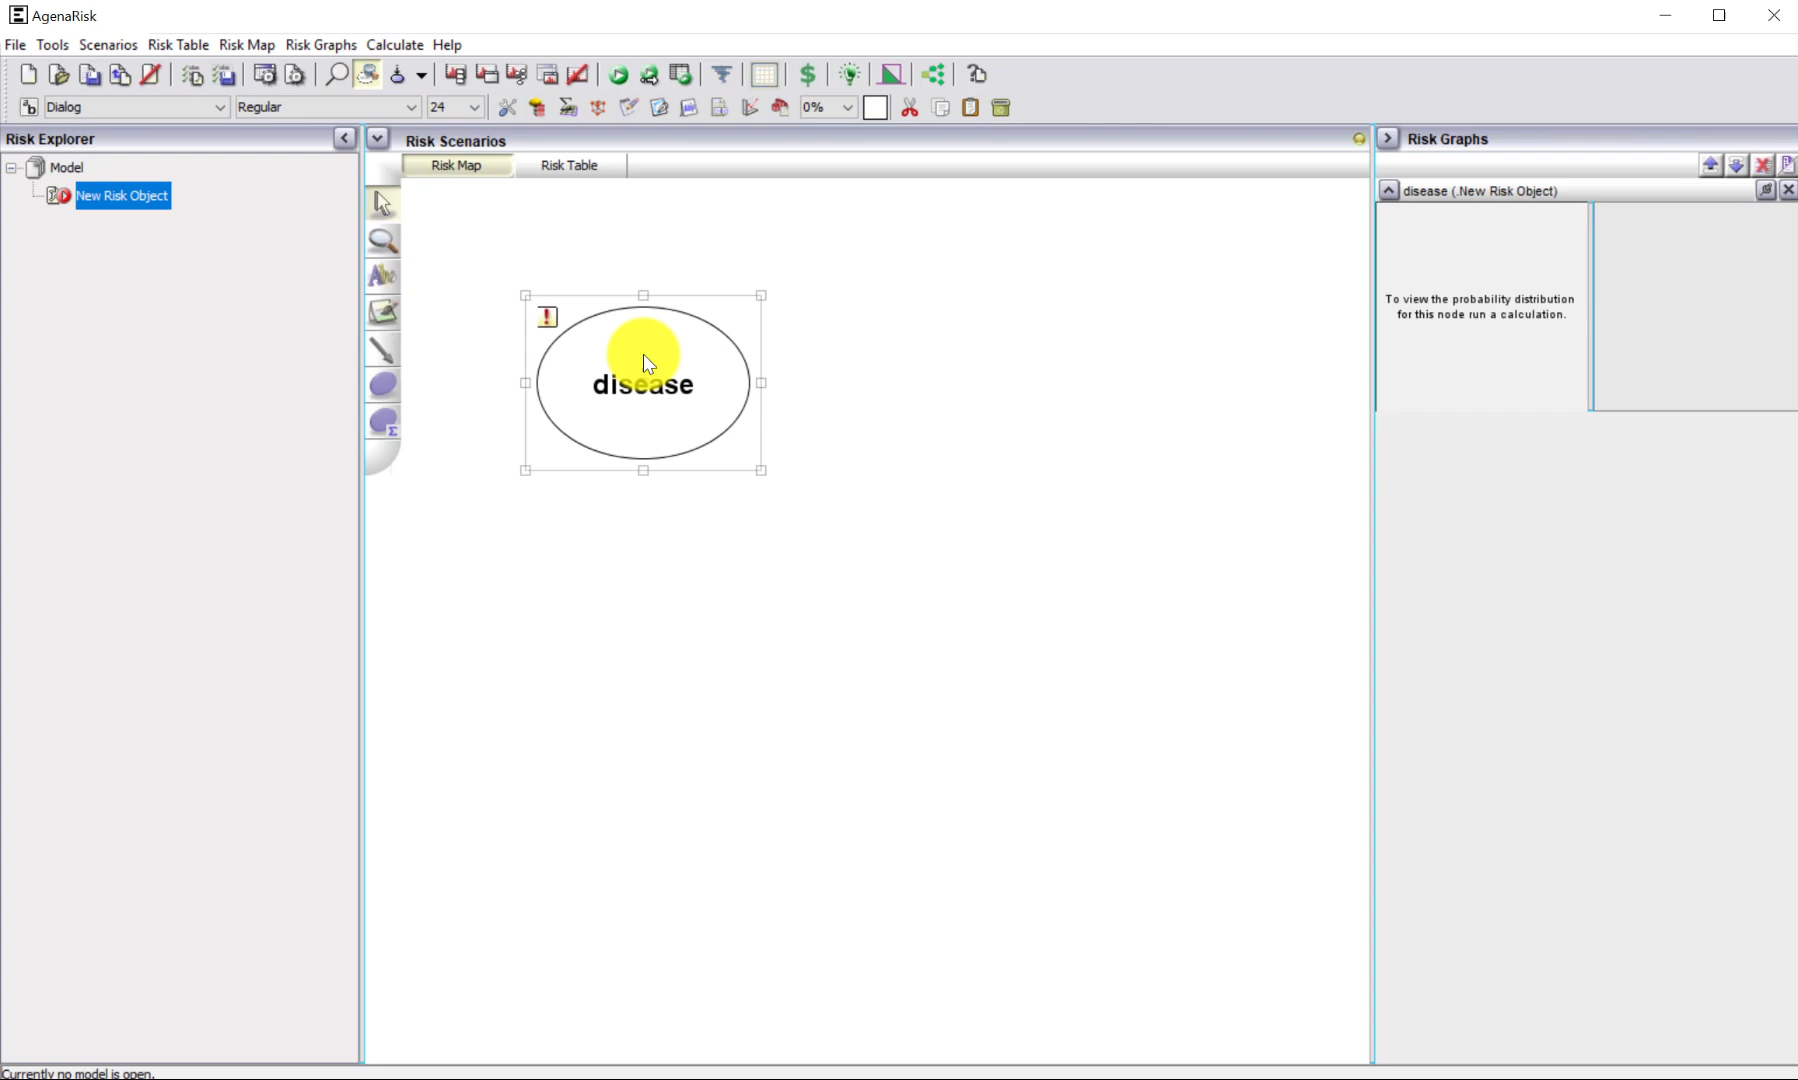 AgenaRisk
File Tools Scenarios Risk Table Risk Map Risk Graphs Calculate Help
Dialog Regular 24 0%
Risk Explorer
Model
New Risk Object
Risk Scenarios
Risk Map Risk Table
Abc
disease
Risk Graphs
disease (.New Risk Object)
To view the probability distribution
for this node run a calculation.
Currently no model is open.